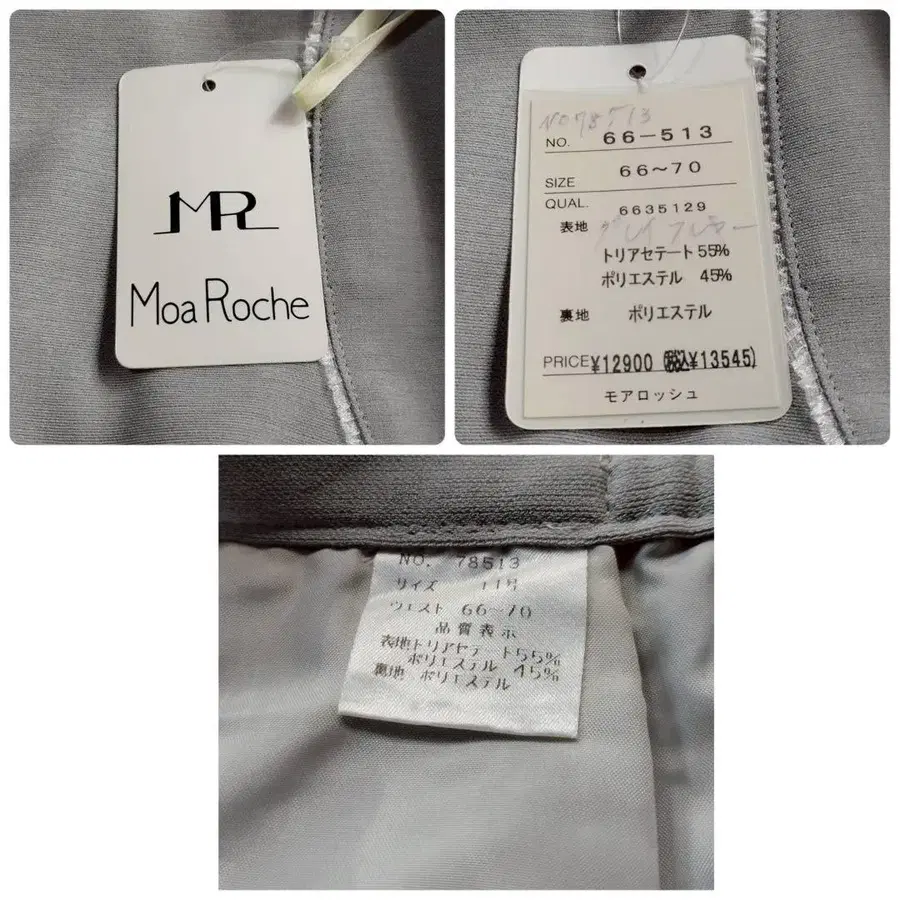 MR
Moa Roche
NO78513
NO. 66-513
SIZE 66~70
QUAL. 6635129
表地 グレイ
トリアセテート 55%
ポリエステル 45%
裏地 ポリエステル
PRICE ¥12900 (税込¥13545)
モアロッシュ
NO. 78513
サイズ 11号
ウエスト 66~70
品質表示
表地トリアセテート55%
ポリエステル 45%
裏地 ポリエステル